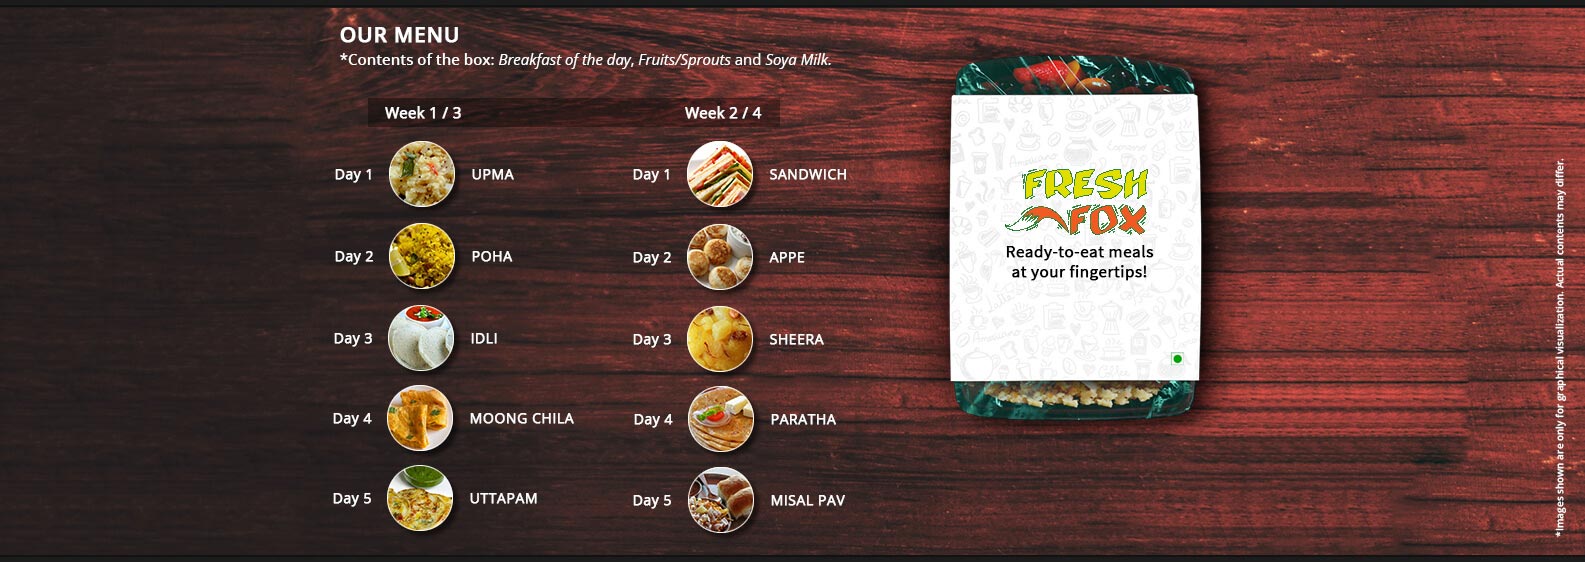 OUR MENU
*Contents of the box: Breakfast of the day, Fruits/Sprouts and Soya Milk.
Week 1 / 3
Day 1 UPMA
Day 2 POHA
Day 3 IDLI
Day 4 MOONG CHILA
Day 5 UTTAPAM
Week 2 / 4
Day 1 SANDWICH
Day 2 APPE
Day 3 SHEERA
Day 4 PARATHA
Day 5 MISAL PAV
FRESH
FOX
Ready-to-eat meals
at your fingertips!
*Images shown are only for graphical visualization. Actual contents may differ.